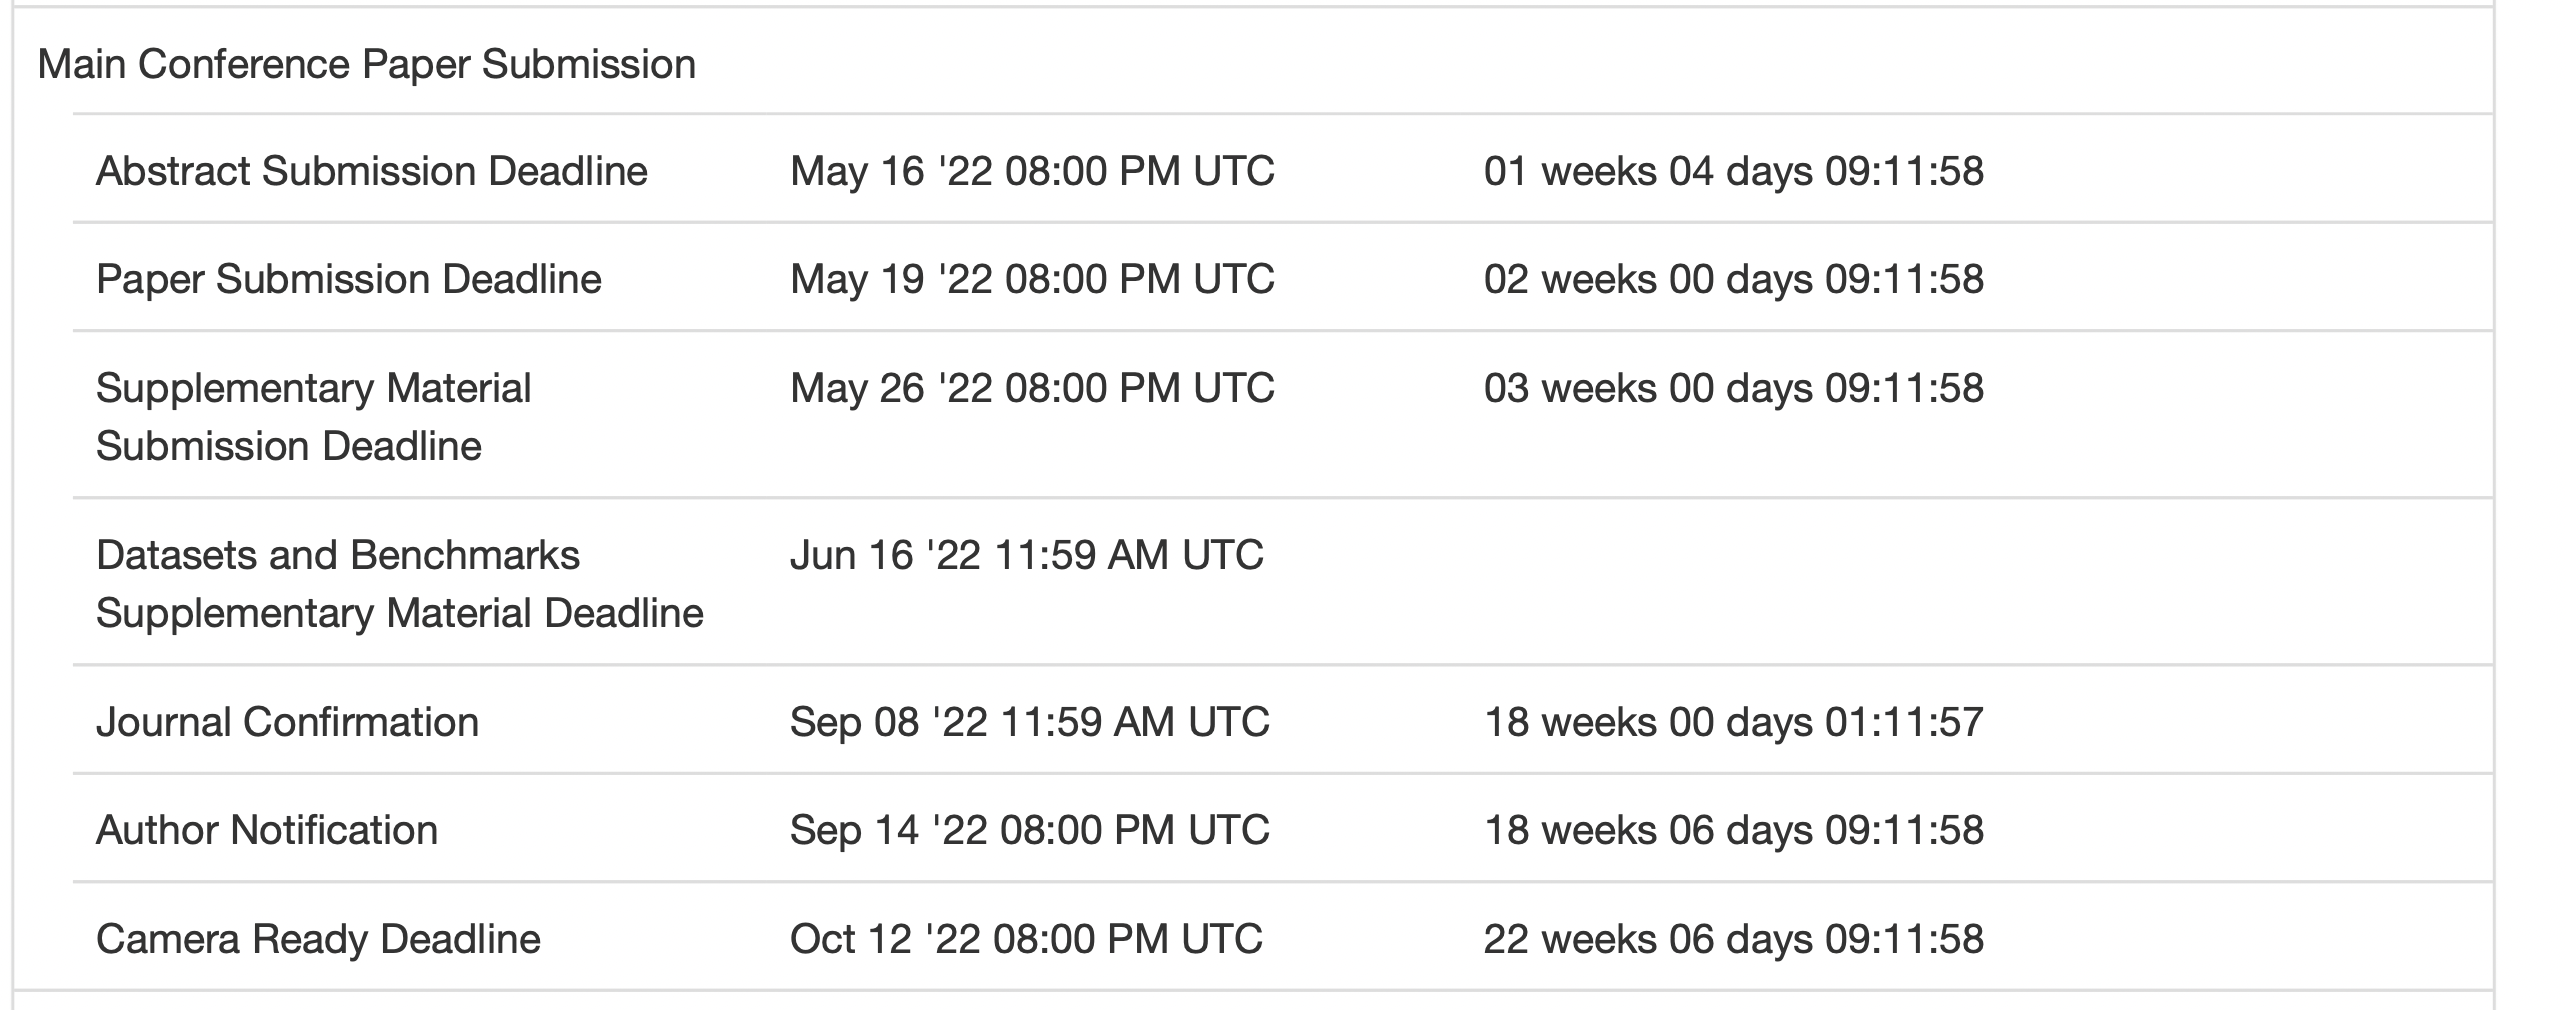 Main Conference Paper Submission
Abstract Submission Deadline May 16 '22 08:00 PM UTC 01 weeks 04 days 09:11:58
Paper Submission Deadline May 19 '22 08:00 PM UTC 02 weeks 00 days 09:11:58
Supplementary Material May 26 '22 08:00 PM UTC 03 weeks 00 days 09:11:58
Submission Deadline
Datasets and Benchmarks Jun 16 '22 11:59 AM UTC
Supplementary Material Deadline
Journal Confirmation Sep 08 '22 11:59 AM UTC 18 weeks 00 days 01:11:57
Author Notification Sep 14 '22 08:00 PM UTC 18 weeks 06 days 09:11:58
Camera Ready Deadline Oct 12 '22 08:00 PM UTC 22 weeks 06 days 09:11:58